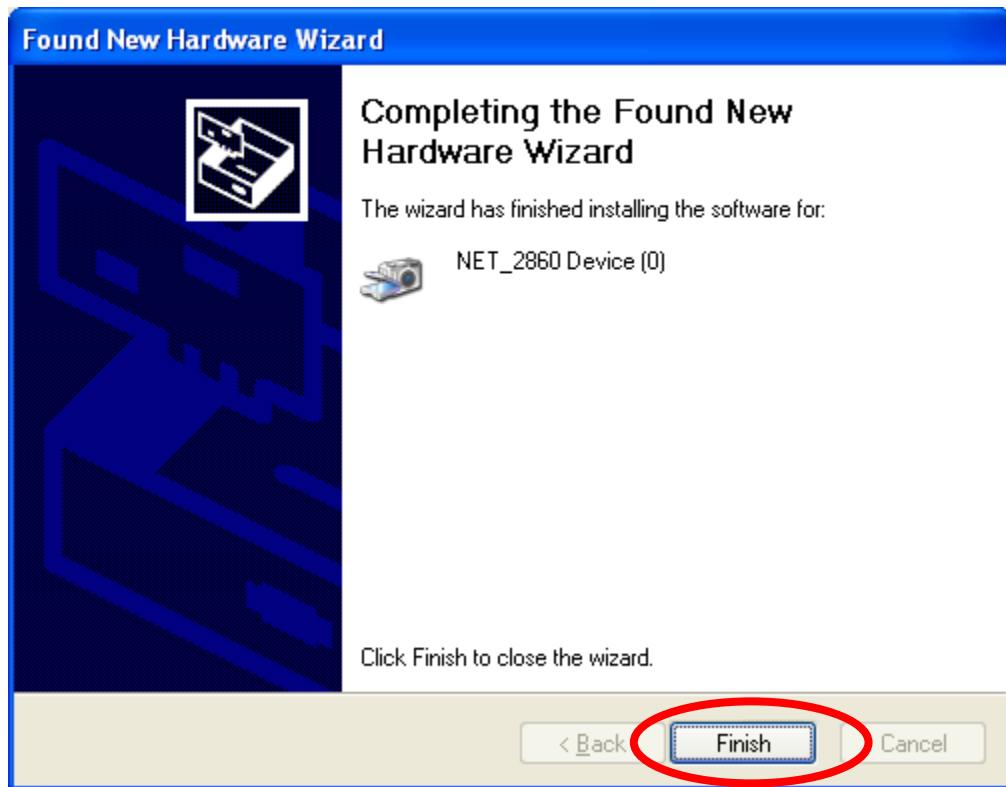 Found New Hardware Wizard
Completing the Found New
Hardware Wizard
The wizard has finished installing the software for:
NET_2860 Device (0)
Click Finish to close the wizard.
< Back
Finish
Cancel